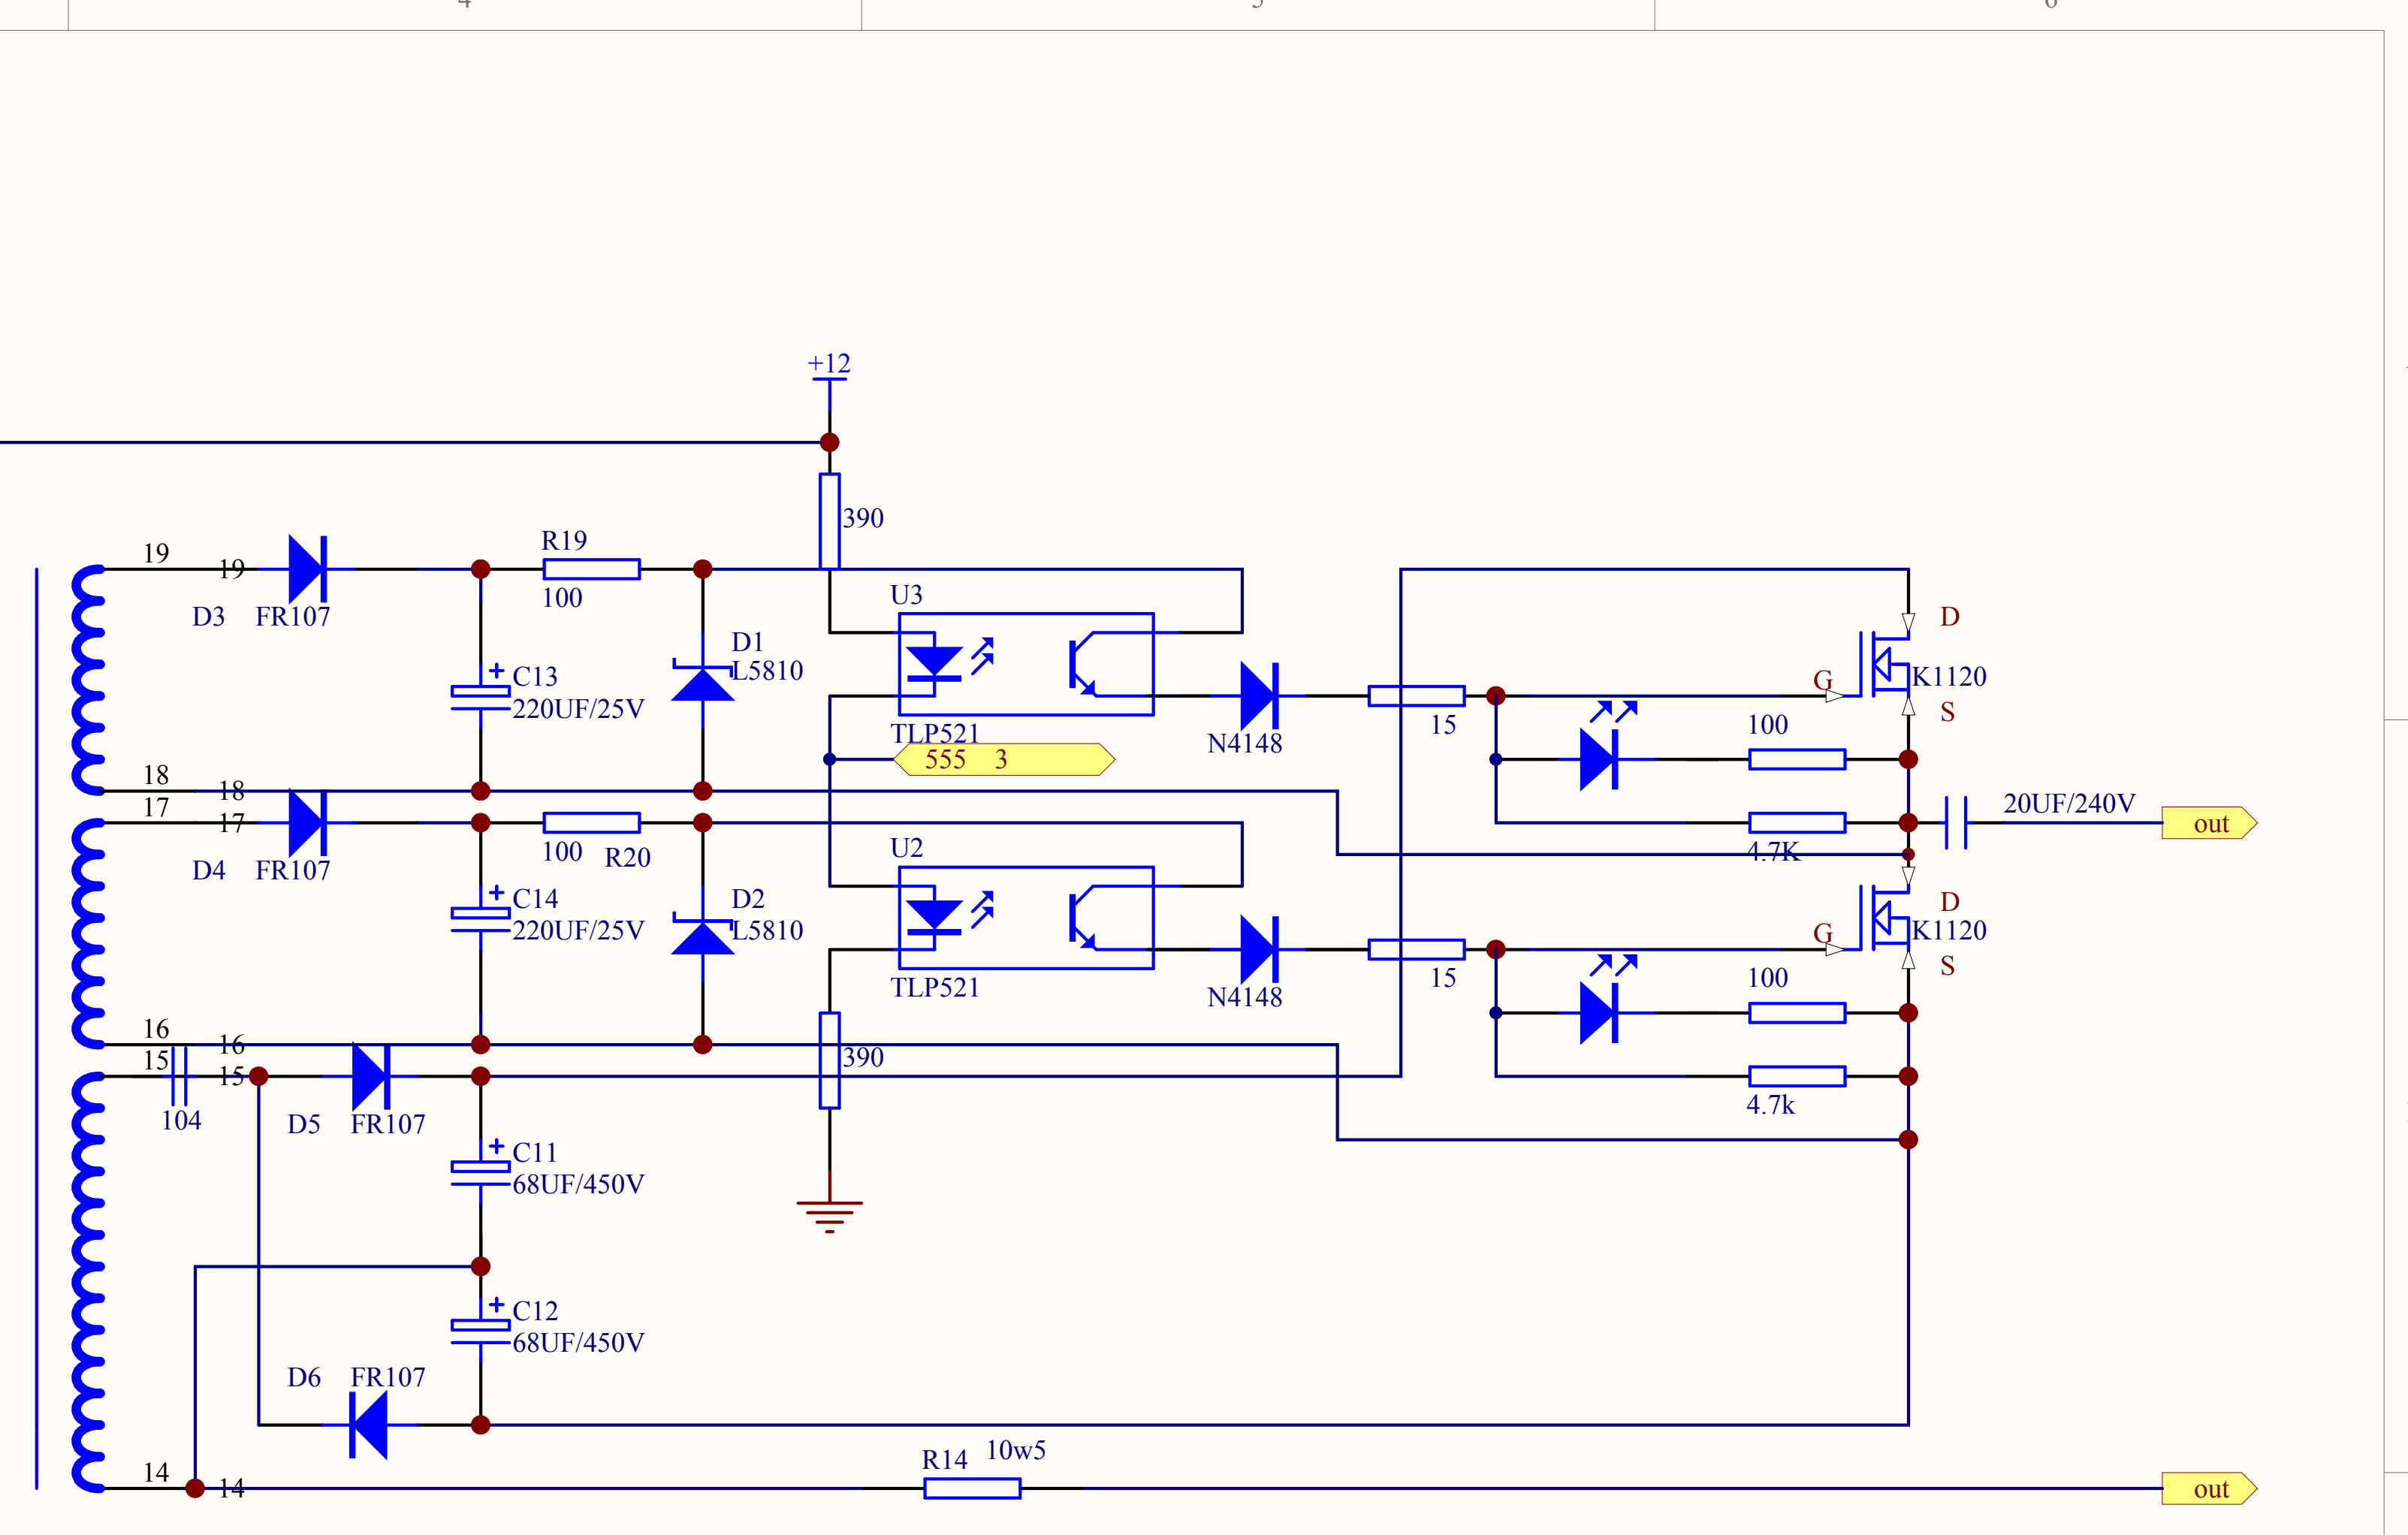 4
5
6
+12
390
19
19
D3
FR107
R19
100
C13
220UF/25V
D1
L5810
U3
TLP521
555 3
N4148
15
G
D
K1120
S
100
4.7K
20UF/240V
out
18
18
17
17
D4
FR107
100
R20
C14
220UF/25V
D2
L5810
U2
TLP521
N4148
15
G
D
K1120
S
100
4.7k
16
16
15
15
104
D5
FR107
390
C11
68UF/450V
C12
68UF/450V
D6
FR107
14
14
R14
10w5
out